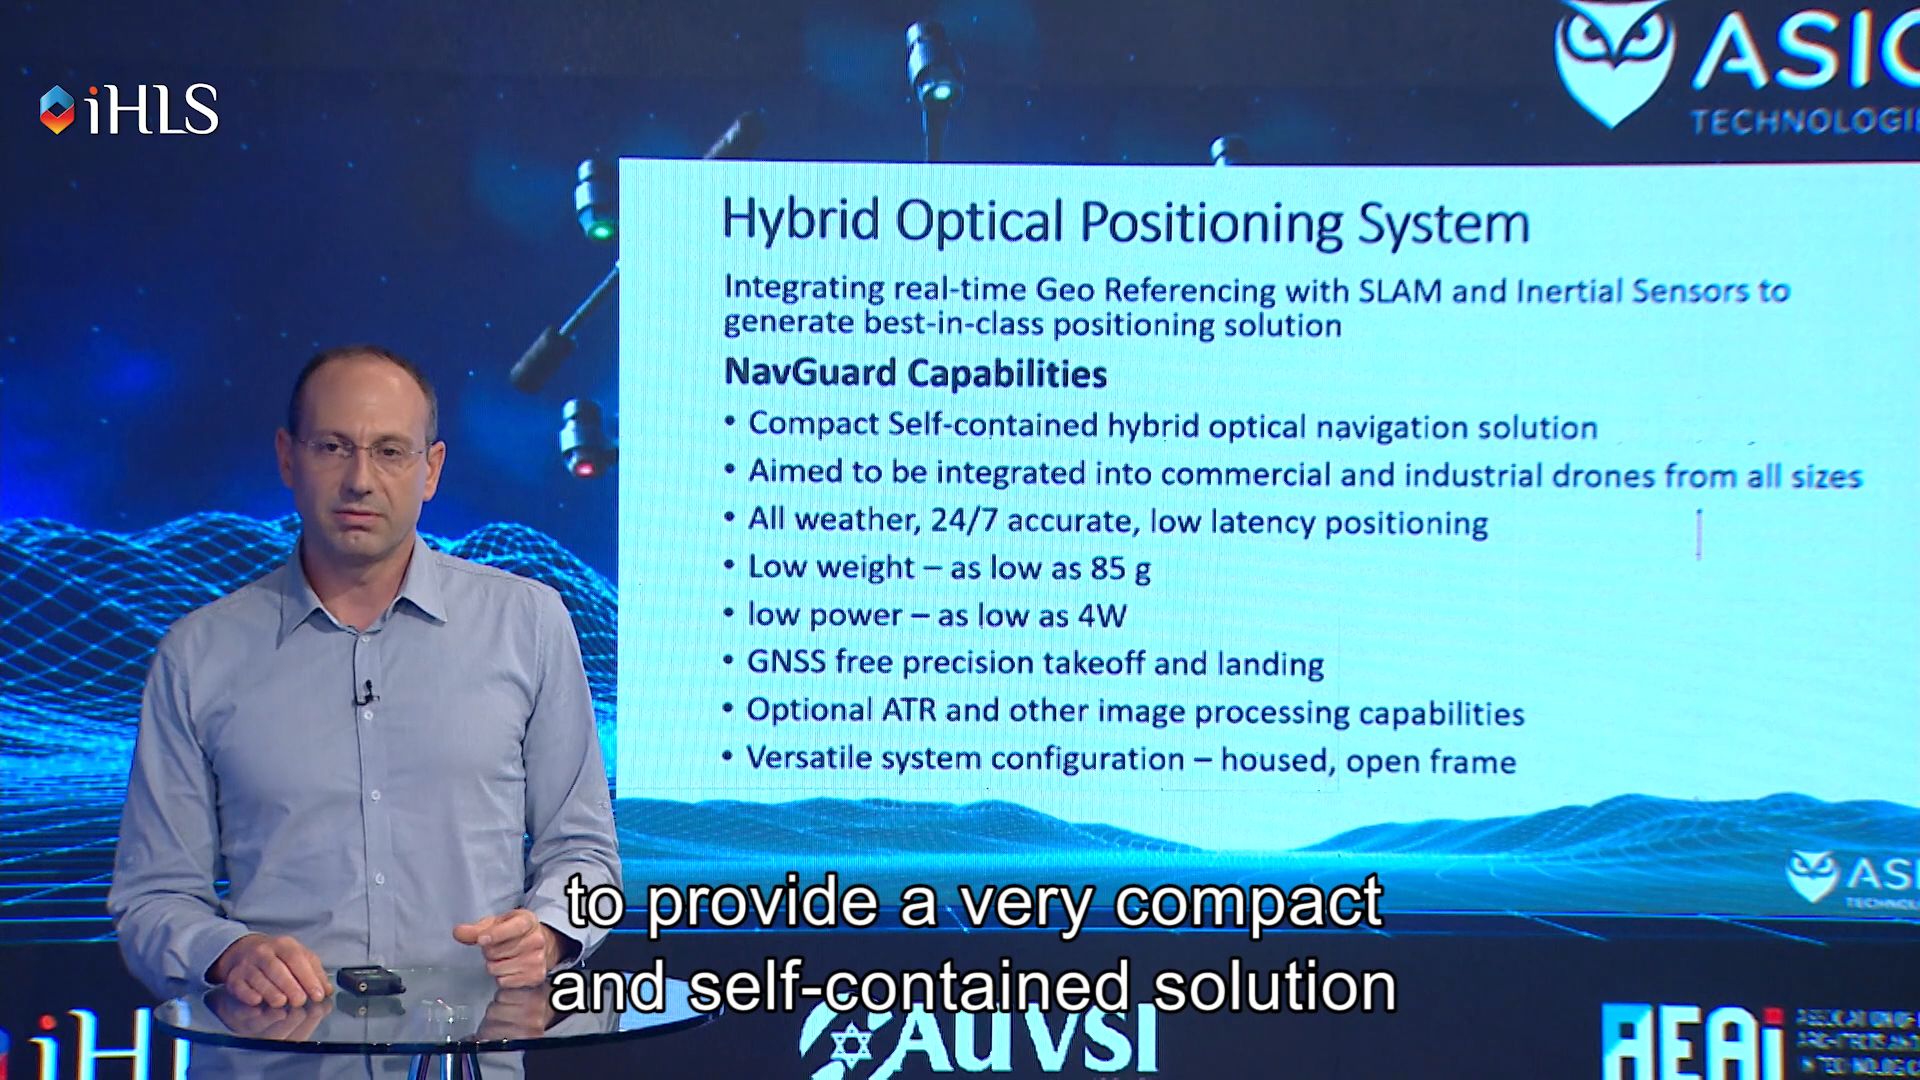 iHLS
ASIO
TECHNOLOGIE
Hybrid Optical Positioning System
Integrating real-time Geo Referencing with SLAM and Inertial Sensors to
generate best-in-class positioning solution
NavGuard Capabilities
• Compact Self-contained hybrid optical navigation solution
• Aimed to be integrated into commercial and industrial drones from all sizes
• All weather, 24/7 accurate, low latency positioning
• Low weight – as low as 85 g
• low power – as low as 4W
• GNSS free precision takeoff and landing
• Optional ATR and other image processing capabilities
• Versatile system configuration – housed, open frame
ASI
to provide a very compact
and self-contained solution
iHL
AUVSI
AEAi